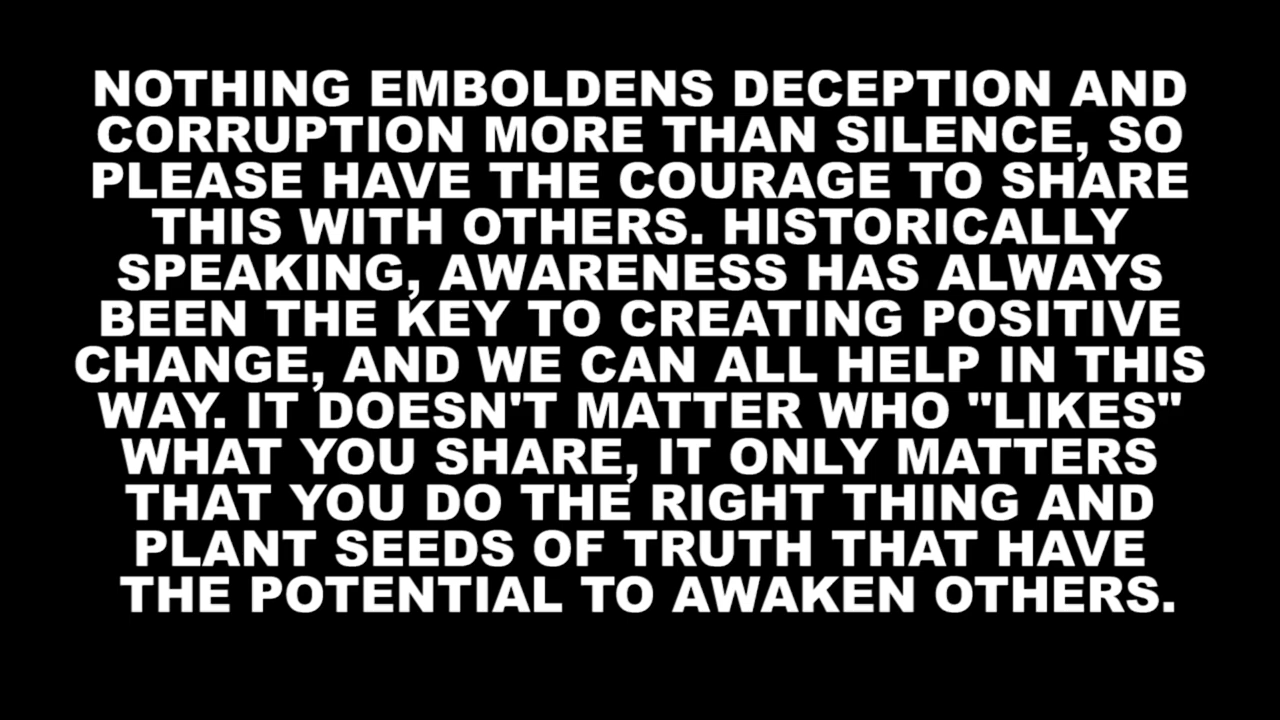 NOTHING EMBOLDENS DECEPTION AND
CORRUPTION MORE THAN SILENCE, SO
PLEASE HAVE THE COURAGE TO SHARE
THIS WITH OTHERS. HISTORICALLY
SPEAKING, AWARENESS HAS ALWAYS
BEEN THE KEY TO CREATING POSITIVE
CHANGE, AND WE CAN ALL HELP IN THIS
WAY. IT DOESN'T MATTER WHO "LIKES"
WHAT YOU SHARE, IT ONLY MATTERS
THAT YOU DO THE RIGHT THING AND
PLANT SEEDS OF TRUTH THAT HAVE
THE POTENTIAL TO AWAKEN OTHERS.